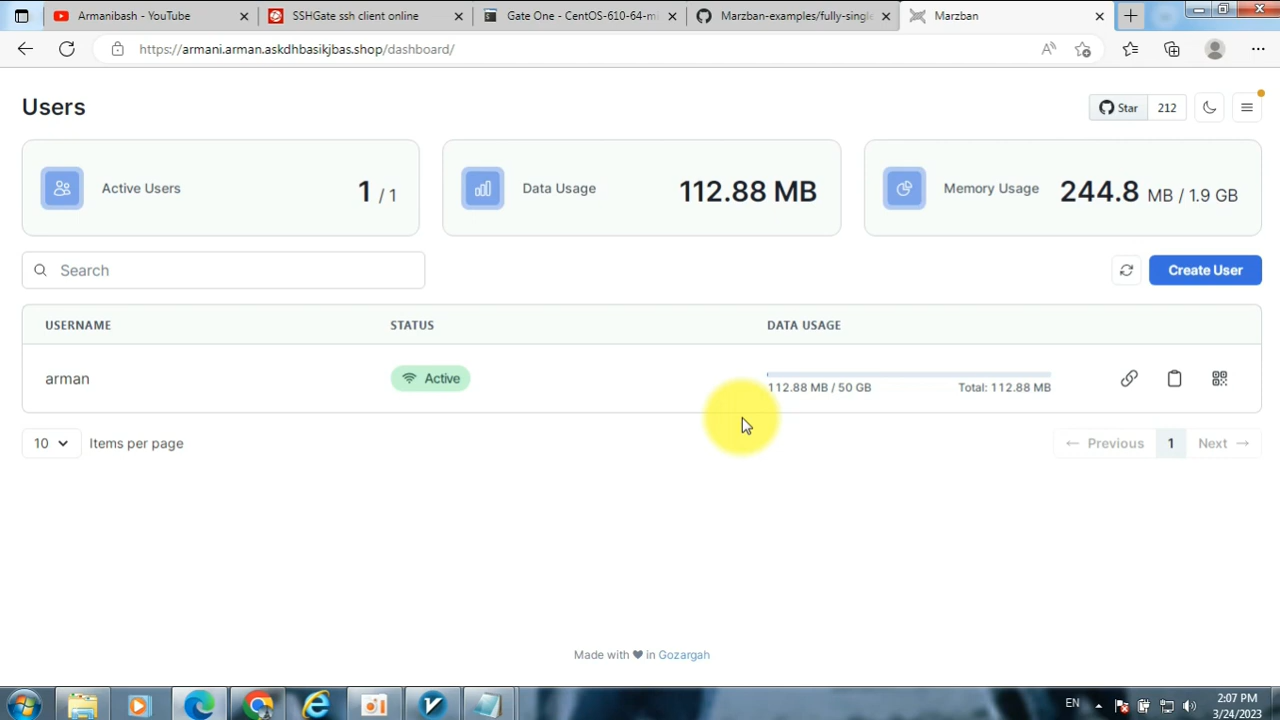 Armanibash - YouTube
SSHGate ssh client online
Gate One - CentOS-610-64-mi
Marzban-examples/fully-single
Marzban
https://armani.arman.askdhbasikjbas.shop/dashboard/
Users
Star 212
Active Users 1 / 1
Data Usage 112.88 MB
Memory Usage 244.8 MB / 1.9 GB
Search
Create User
USERNAME STATUS DATA USAGE
arman Active
112.88 MB / 50 GB Total: 112.88 MB
10 Items per page
← Previous 1 Next →
Made with ♥ in Gozargah
EN
2:07 PM
3/24/2023